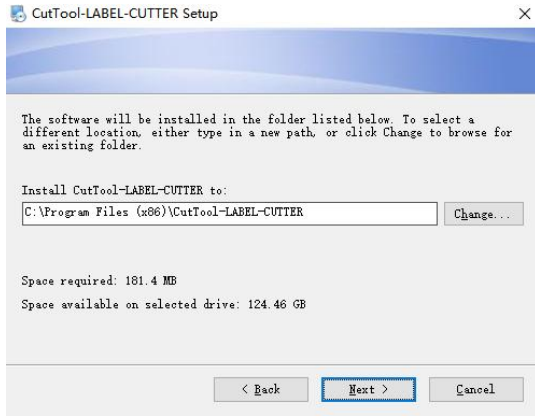 CutTool-LABEL-CUTTER Setup
The software will be installed in the folder listed below. To select a
different location, either type in a new path, or click Change to browse for
an existing folder.
Install CutTool-LABEL-CUTTER to:
C:\Program Files (x86)\CutTool-LABEL-CUTTER
Change...
Space required: 181.4 MB
Space available on selected drive: 124.46 GB
< Back
Next >
Cancel